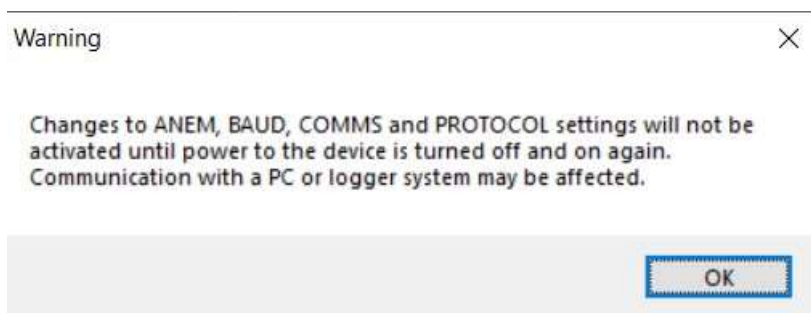 Warning
Changes to ANEM, BAUD, COMMS and PROTOCOL settings will not be
activated until power to the device is turned off and on again.
Communication with a PC or logger system may be affected.
OK